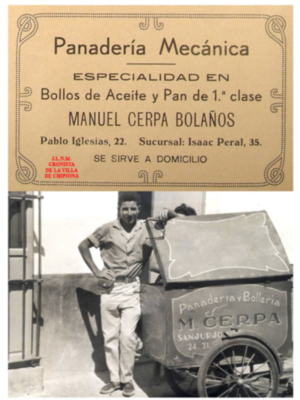 Panadería Mecánica
ESPECIALIDAD EN
Bollos de Aceite y Pan de 1.ª clase
MANUEL CERPA BOLAÑOS
Pablo Iglesias, 22. Sucursal: Isaac Peral, 35.
SE SIRVE A DOMICILIO
J.L.N.M.
CRONISTA
DE LA VILLA
DE CHIPIONA
Panadería y Bollería
M. CERPA
SANJURJO